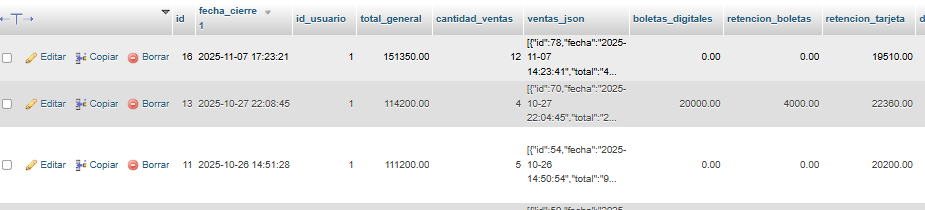 ←T→ id fecha_cierre 1 id_usuario total_general cantidad_ventas ventas_json boletas_digitales retencion_boletas retencion_tarjeta d
Editar Copiar Borrar 16 2025-11-07 17:23:21 1 151350.00 12 [{"id":78,"fecha":"2025-
11-07
14:23:41","total":"4... 0.00 0.00 19510.00
Editar Copiar Borrar 13 2025-10-27 22:08:45 1 114200.00 4 [{"id":70,"fecha":"2025-
10-27
22:04:45","total":"2... 20000.00 4000.00 22360.00
Editar Copiar Borrar 11 2025-10-26 14:51:28 1 111200.00 5 [{"id":54,"fecha":"2025-
10-26
14:50:54","total":"9... 0.00 0.00 20200.00